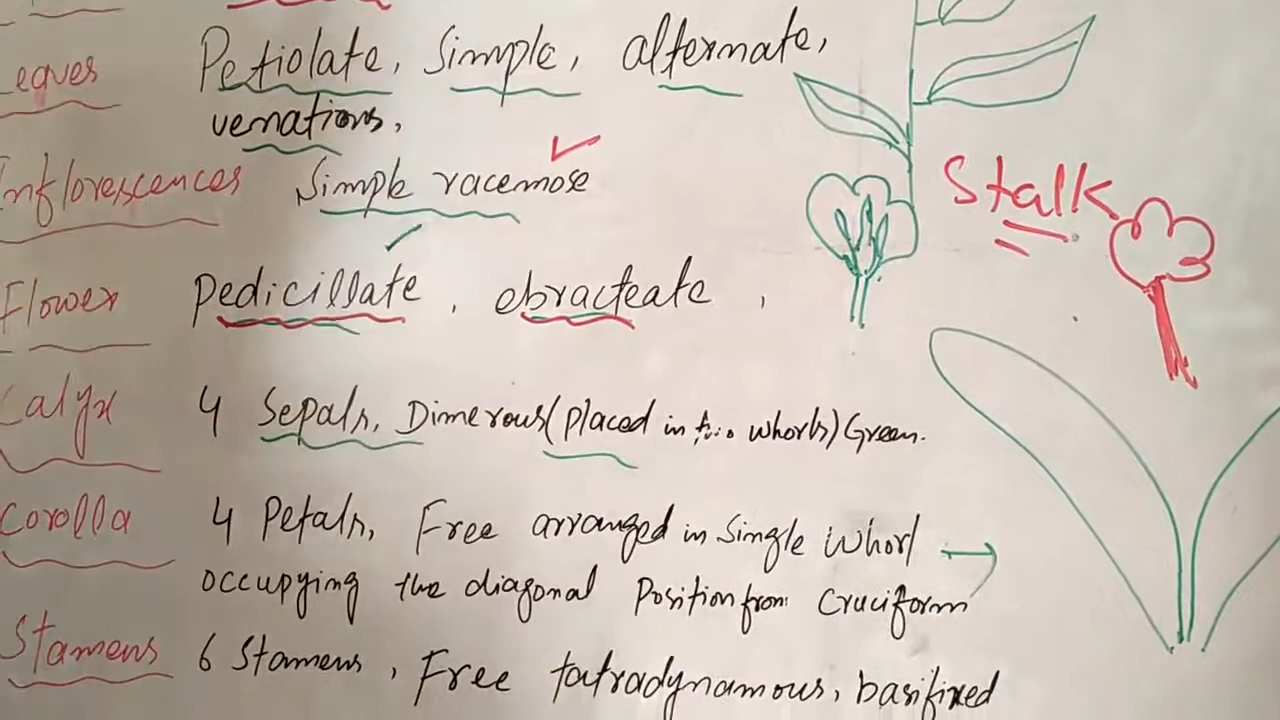 Leaves Petiolate, Simple, alternate,
venations,
Inflorescences Simple racemose
Flower Pedicillate, ebracteate,
Calyx 4 Sepals, Dimerous (placed in two whorls) Green.
Corolla 4 Petals, Free arranged in Single Whorl →
occupying the diagonal Position from Cruciform
Stamens 6 Stamens, Free tatradynamous, basifixed
Stalk